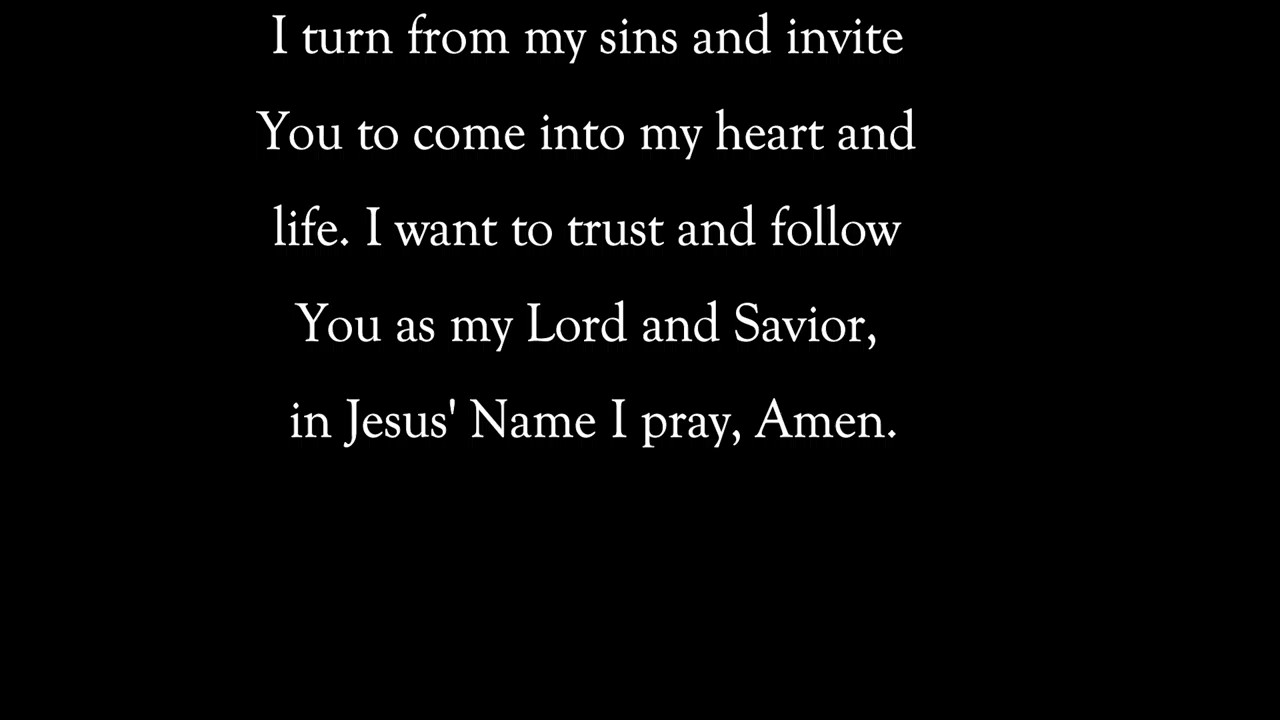 I turn from my sins and invite
You to come into my heart and
life. I want to trust and follow
You as my Lord and Savior,
in Jesus' Name I pray, Amen.